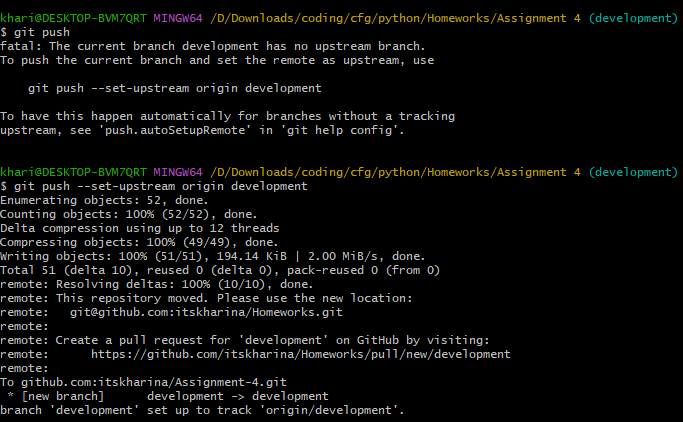 khari@DESKTOP-BVM7QRT MINGW64 /D/Downloads/coding/cfg/python/Homeworks/Assignment 4 (development)
$ git push
fatal: The current branch development has no upstream branch.
To push the current branch and set the remote as upstream, use
    git push --set-upstream origin development
To have this happen automatically for branches without a tracking
upstream, see 'push.autoSetupRemote' in 'git help config'.
khari@DESKTOP-BVM7QRT MINGW64 /D/Downloads/coding/cfg/python/Homeworks/Assignment 4 (development)
$ git push --set-upstream origin development
Enumerating objects: 52, done.
Counting objects: 100% (52/52), done.
Delta compression using up to 12 threads
Compressing objects: 100% (49/49), done.
Writing objects: 100% (51/51), 194.14 KiB | 2.00 MiB/s, done.
Total 51 (delta 10), reused 0 (delta 0), pack-reused 0 (from 0)
remote: Resolving deltas: 100% (10/10), done.
remote: This repository moved. Please use the new location:
remote:   git@github.com:itskharina/Homeworks.git
remote:
remote: Create a pull request for 'development' on GitHub by visiting:
remote:      https://github.com/itskharina/Homeworks/pull/new/development
remote:
To github.com:itskharina/Assignment-4.git
 * [new branch]      development -> development
branch 'development' set up to track 'origin/development'.